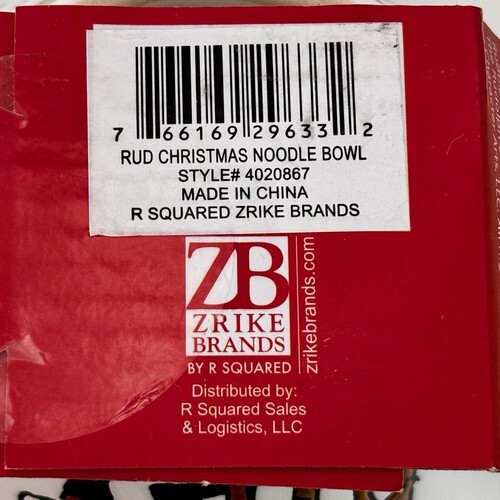 7 66169 29633 2
RUD CHRISTMAS NOODLE BOWL
STYLE# 4020867
MADE IN CHINA
R SQUARED ZRIKE BRANDS
ZB
ZRIKE
BRANDS
BY R SQUARED
zrikebrands.com
Distributed by:
R Squared Sales
& Logistics, LLC